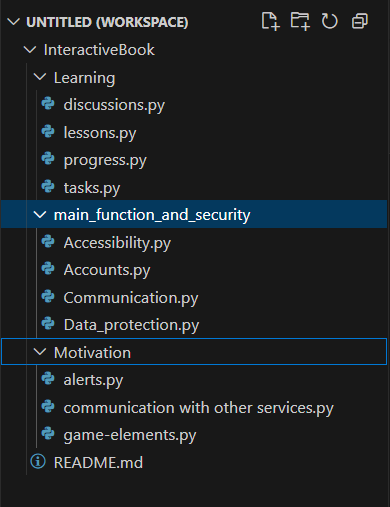 UNTITLED (WORKSPACE)
InteractiveBook
Learning
discussions.py
lessons.py
progress.py
tasks.py
main_function_and_security
Accessibility.py
Accounts.py
Communication.py
Data_protection.py
Motivation
alerts.py
communication with other services.py
game-elements.py
README.md